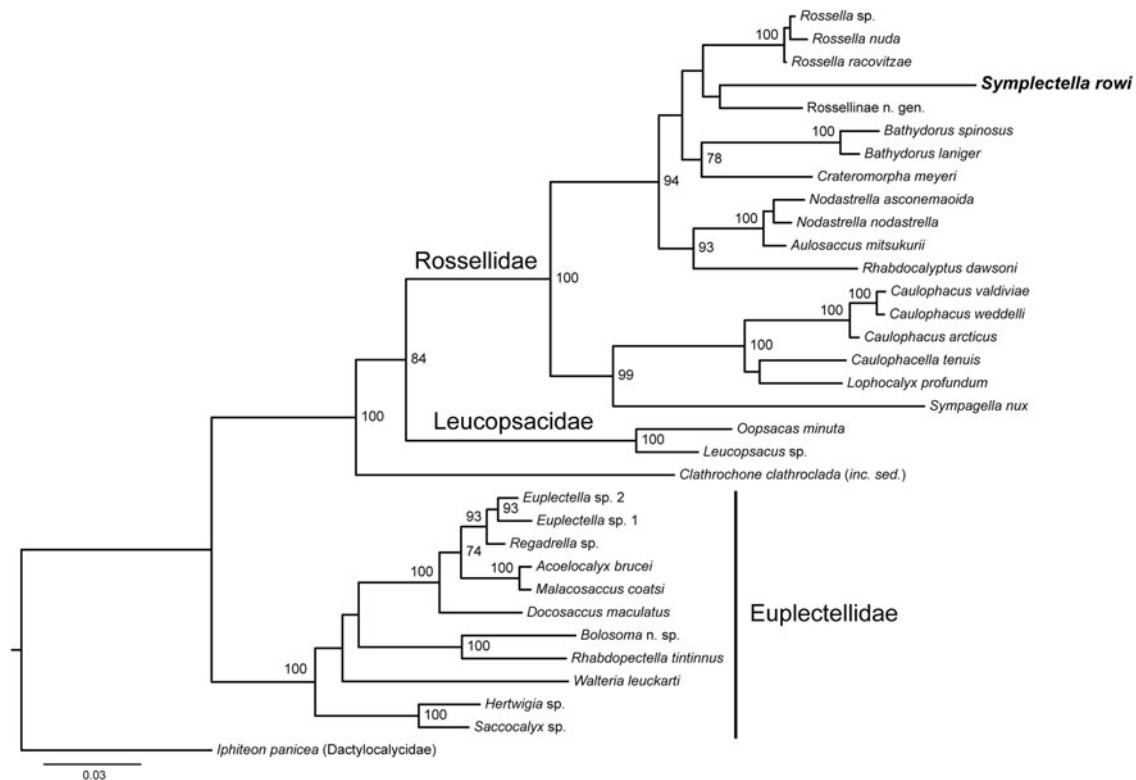 Rossella sp.
100
Rossella nuda
Rossella racovitzae
Symplectella rowi
Rossellinae n. gen.
100
Bathydorus spinosus
Bathydorus laniger
78
Crateromorpha meyeri
94
Nodastrella asconemaoida
100
Nodastrella nodastrella
Aulosaccus mitsukurii
93
Rhabdocalyptus dawsoni
Rossellidae
100
Caulophacus valdiviae
100
100
Caulophacus weddelli
Caulophacus arcticus
100
Caulophacella tenuis
Lophocalyx profundum
99
Sympagella nux
84
Leucopsacidae
Oopsacas minuta
100
Leucopsacus sp.
100
Clathrochone clathroclada (inc. sed.)
Euplectella sp. 2
93
93
Euplectella sp. 1
Regadrella sp.
74
100
Acoelocalyx brucei
100
Malacosaccus coatsi
Docosaccus maculatus
Euplectellidae
Bolosoma n. sp.
100
Rhabdopectella tintinnus
100
Walteria leuckarti
Hertwigia sp.
100
Saccocalyx sp.
Iphiteon panicea (Dactylocalycidae)
0.03